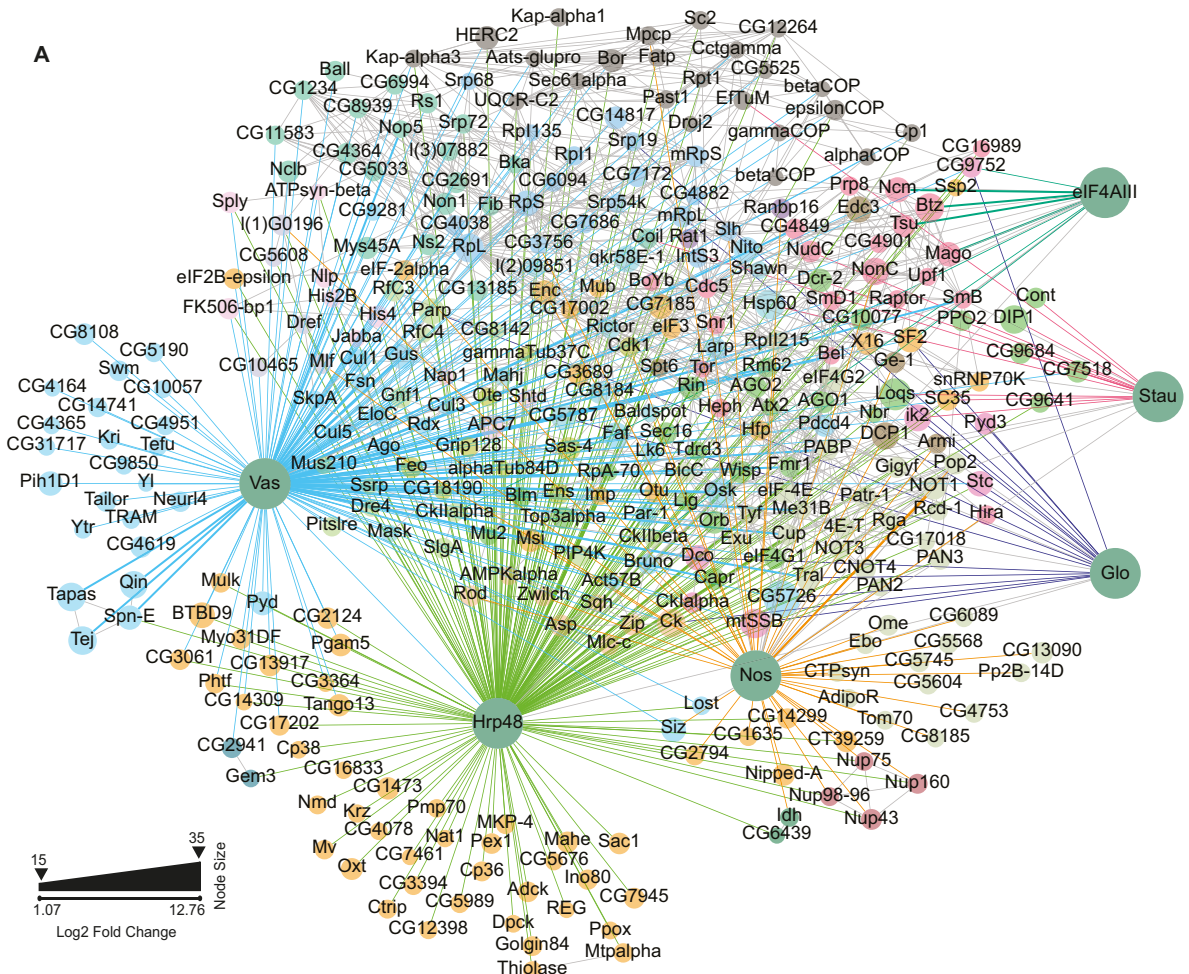 A
Kap-alpha1
Sc2
HERC2
Mpcp
CG12264
Kap-alpha3
Aats-glupro
Bor
Fatp
Cctgamma
Ball
CG1234
CG6994
Srp68
Sec61alpha
Rpt1
CG5525
betaCOP
CG8939
Rs1
UQCR-C2
Past1
EfTuM
epsilonCOP
CG11583
Nop5
Srp72
Rpl135
CG14817
Droj2
gammaCOP
Cp1
CG4364
l(3)07882
Srp19
CG16989
Nclb
CG5033
Bka
Rpl1
mRpS
alphaCOP
CG9752
ATPsyn-beta
CG2691
CG6094
CG7172
beta'COP
Prp8
Ncm
Ssp2
eIF4AIII
Sply
CG9281
Non1
Fib
RpS
Srp54k
CG4882
Ranbp16
Edc3
Btz
l(1)G0196
CG4038
CG7686
mRpL
Slh
CG4849
Tsu
Mys45A
Ns2
RpL
CG3756
Coil
Rat1
Nito
NudC
CG4901
Mago
CG5608
qkr58E-1
IntS3
eIF2B-epsilon
Nlp
eIF-2alpha
l(2)09851
BoYb
Shawn
Dcr-2
NonC
Upf1
RfC3
CG13185
Enc
Mub
Cdc5
Hsp60
SmD1
Raptor
SmB
Cont
FK506-bp1
His2B
His4
Parp
CG17002
CG7185
CG10077
PPO2
DIP1
CG8108
Dref
Jabba
RfC4
CG8142
Rictor
eIF3
Snr1
RpII215
X16
SF2
CG5190
CG10465
Mlf
Cul1
Gus
gammaTub37C
Cdk1
Larp
Bel
Ge-1
CG9684
Swm
Fsn
Nap1
Mahj
CG3689
Spt6
Tor
Rm62
eIF4G2
snRNP70K
CG7518
CG4164
CG10057
SkpA
Gnf1
Ote
Shtd
CG8184
Rin
AGO2
AGO1
Loqs
SC35
CG9641
Stau
CG14741
EloC
Cul3
Baldspot
Heph
Atx2
Nbr
ik2
Pyd3
CG4365
CG4951
Cul5
Rdx
APC7
CG5787
Faf
Sec16
Hfp
Pdcd4
DCP1
CG31717
Kri
Tefu
Ago
Grip128
Sas-4
Lk6
Tdrd3
PABP
Armi
CG9850
Mus210
Feo
alphaTub84D
RpA-70
BicC
Wisp
Fmr1
Gigyf
Pop2
Pih1D1
Yl
Vas
Ssrp
CG18190
Ens
Imp
Otu
Lig
Osk
eIF-4E
NOT1
Stc
Tailor
Neurl4
Dre4
CkIIalpha
Blm
Top3alpha
Par-1
Tyf
Me31B
Patr-1
Rcd-1
Hira
Ytr
TRAM
Pitslre
Mask
Mu2
Msi
CkIIbeta
Orb
Exu
Cup
4E-T
Rga
CG17018
CG4619
SlgA
PIP4K
Bruno
Dco
eIF4G1
NOT3
PAN3
Qin
Mulk
AMPKalpha
Act57B
Capr
Tral
CNOT4
Glo
Tapas
Spn-E
BTBD9
Pyd
CG2124
Rod
Zwilch
Sqh
CkIalpha
CG5726
PAN2
Tej
Myo31DF
Pgam5
Asp
Zip
Ck
mtSSB
Ome
CG6089
CG3061
CG13917
Mlc-c
Ebo
CG5568
CG13090
Phtf
CG3364
Nos
CTPsyn
CG5745
Pp2B-14D
CG14309
Tango13
Lost
AdipoR
CG5604
CG17202
Hrp48
Siz
CG14299
Tom70
CG4753
CG2941
Cp38
CG1635
CT39259
CG8185
Gem3
CG16833
CG2794
Nup75
CG1473
Nipped-A
Nup160
Nmd
Krz
Pmp70
Nup98-96
CG4078
Nat1
MKP-4
Idh
Nup43
Mv
Pex1
Mahe
Sac1
CG6439
Oxt
CG7461
Cp36
CG5676
CG3394
Adck
Ino80
CG7945
Ctrip
CG5989
REG
CG12398
Dpck
Ppox
Golgin84
Mtpalpha
Thiolase
15
35
Node Size
1.07
12.76
Log2 Fold Change